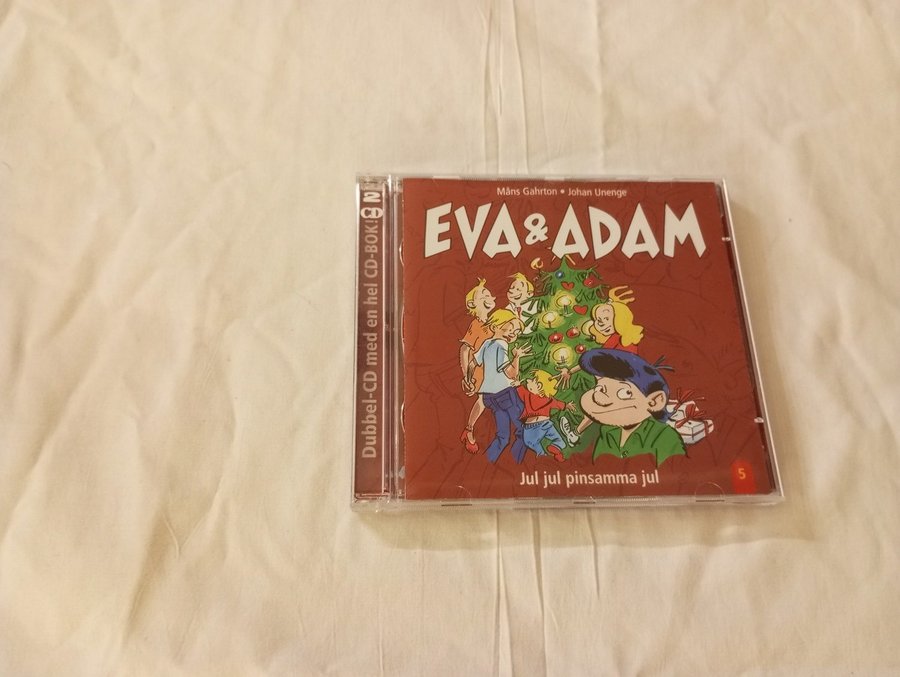 Måns Gahrton • Johan Unenge
EVA & ADAM
Jul jul pinsamma jul
5
2
CD
Dubbel-CD med en hel CD-BOK!